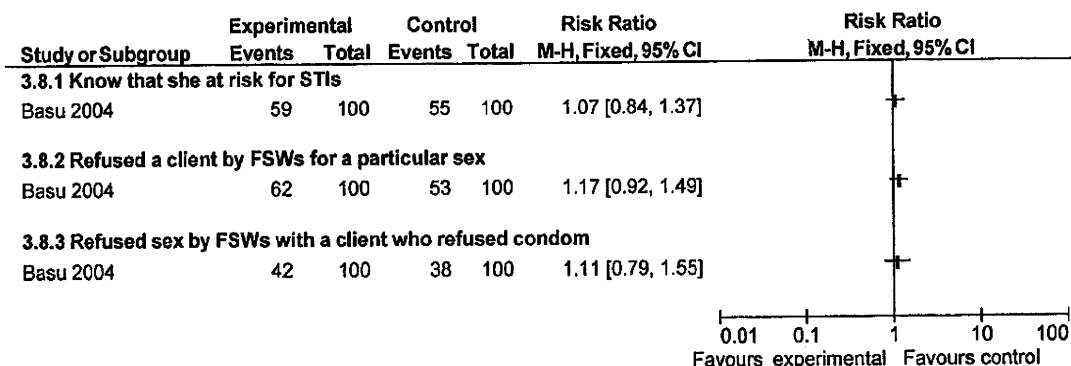 Experimental Control Risk Ratio Risk Ratio
Study or Subgroup Events Total Events Total M-H, Fixed, 95% CI M-H, Fixed, 95% CI
3.8.1 Know that she at risk for STIs
Basu 2004 59 100 55 100 1.07 [0.84, 1.37]
3.8.2 Refused a client by FSWs for a particular sex
Basu 2004 62 100 53 100 1.17 [0.92, 1.49]
3.8.3 Refused sex by FSWs with a client who refused condom
Basu 2004 42 100 38 100 1.11 [0.79, 1.55]
0.01 0.1 1 10 100
Favours experimental Favours control